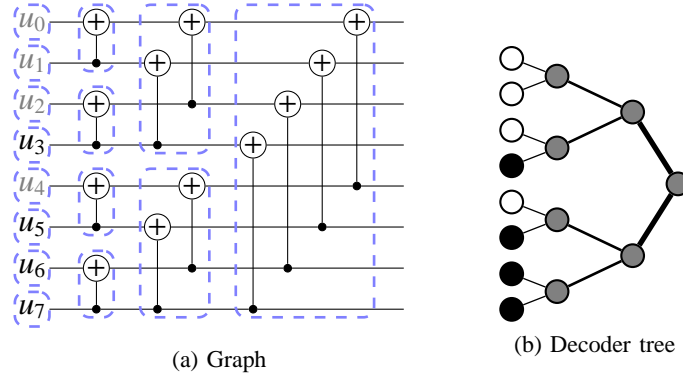 u₀
u₁
u₂
u₃
u₄
u₅
u₆
u₇
(a) Graph
(b) Decoder tree